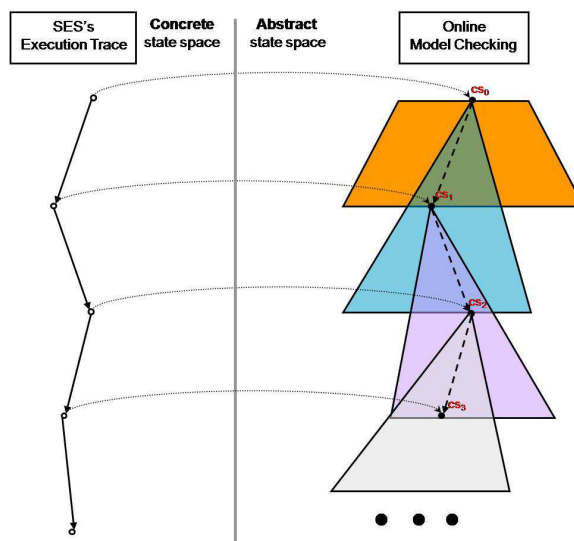 SES's
Execution Trace
Concrete
state space
Abstract
state space
Online
Model Checking
cs₀
cs₁
cs₂
cs₃